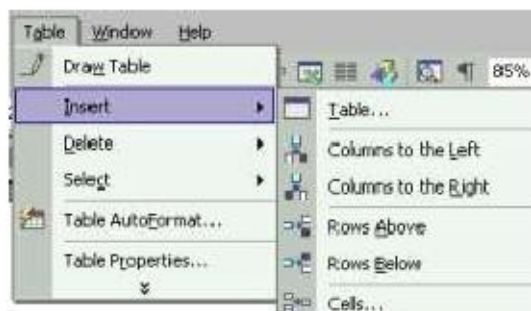 Table Window Help
Draw Table
85%
Insert
Table...
Delete
Columns to the Left
Select
Columns to the Right
Table AutoFormat...
Rows Above
Table Properties...
Rows Below
Cells...